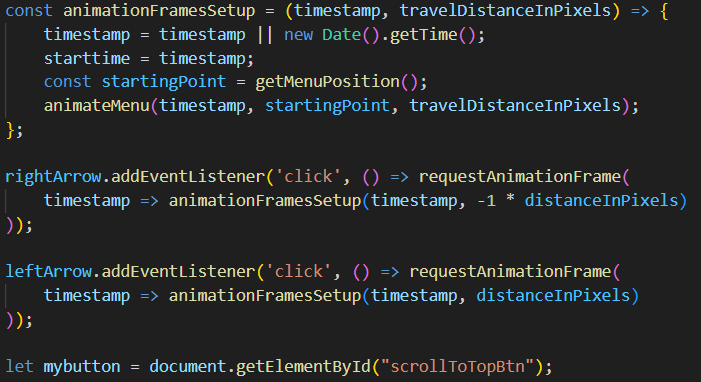 const animationFramesSetup = (timestamp, travelDistanceInPixels) => {
    timestamp = timestamp || new Date().getTime();
    starttime = timestamp;
    const startingPoint = getMenuPosition();
    animateMenu(timestamp, startingPoint, travelDistanceInPixels);
};

rightArrow.addEventListener('click', () => requestAnimationFrame(
    timestamp => animationFramesSetup(timestamp, -1 * distanceInPixels)
));

leftArrow.addEventListener('click', () => requestAnimationFrame(
    timestamp => animationFramesSetup(timestamp, distanceInPixels)
));

let mybutton = document.getElementById("scrollToTopBtn");